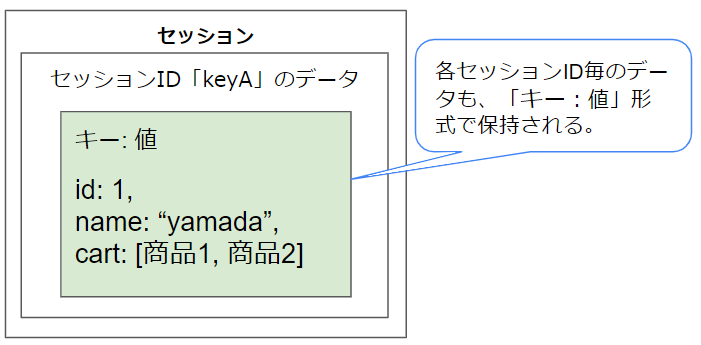 セッション
セッションID「keyA」のデータ
キー: 値
id: 1,
name: “yamada”,
cart: [商品1, 商品2]
各セッションID毎のデー
タも、「キー：値」形
式で保持される。